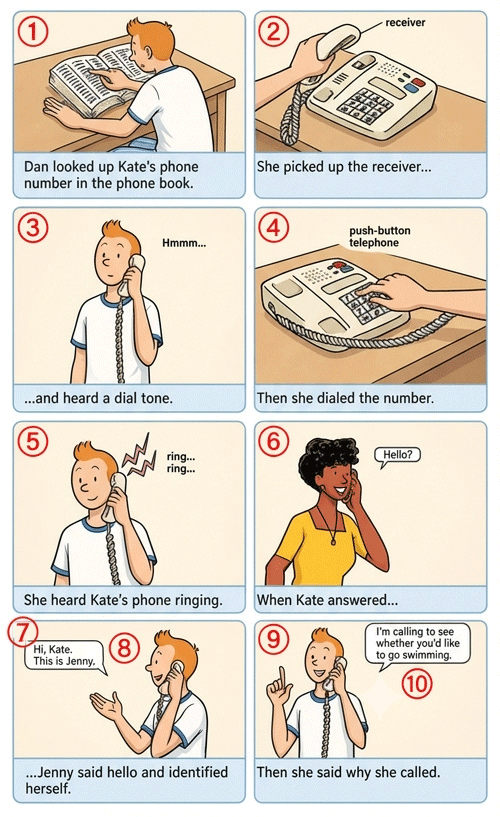 ①
Dan looked up Kate's phone
number in the phone book.
②
receiver
She picked up the receiver...
③
Hmmm...
...and heard a dial tone.
④
push-button
telephone
Then she dialed the number.
⑤
ring...
ring...
She heard Kate's phone ringing.
⑥
Hello?
When Kate answered...
⑦
Hi, Kate.
This is Jenny.
⑧
...Jenny said hello and identified
herself.
⑨
I'm calling to see
whether you'd like
to go swimming.
⑩
Then she said why she called.